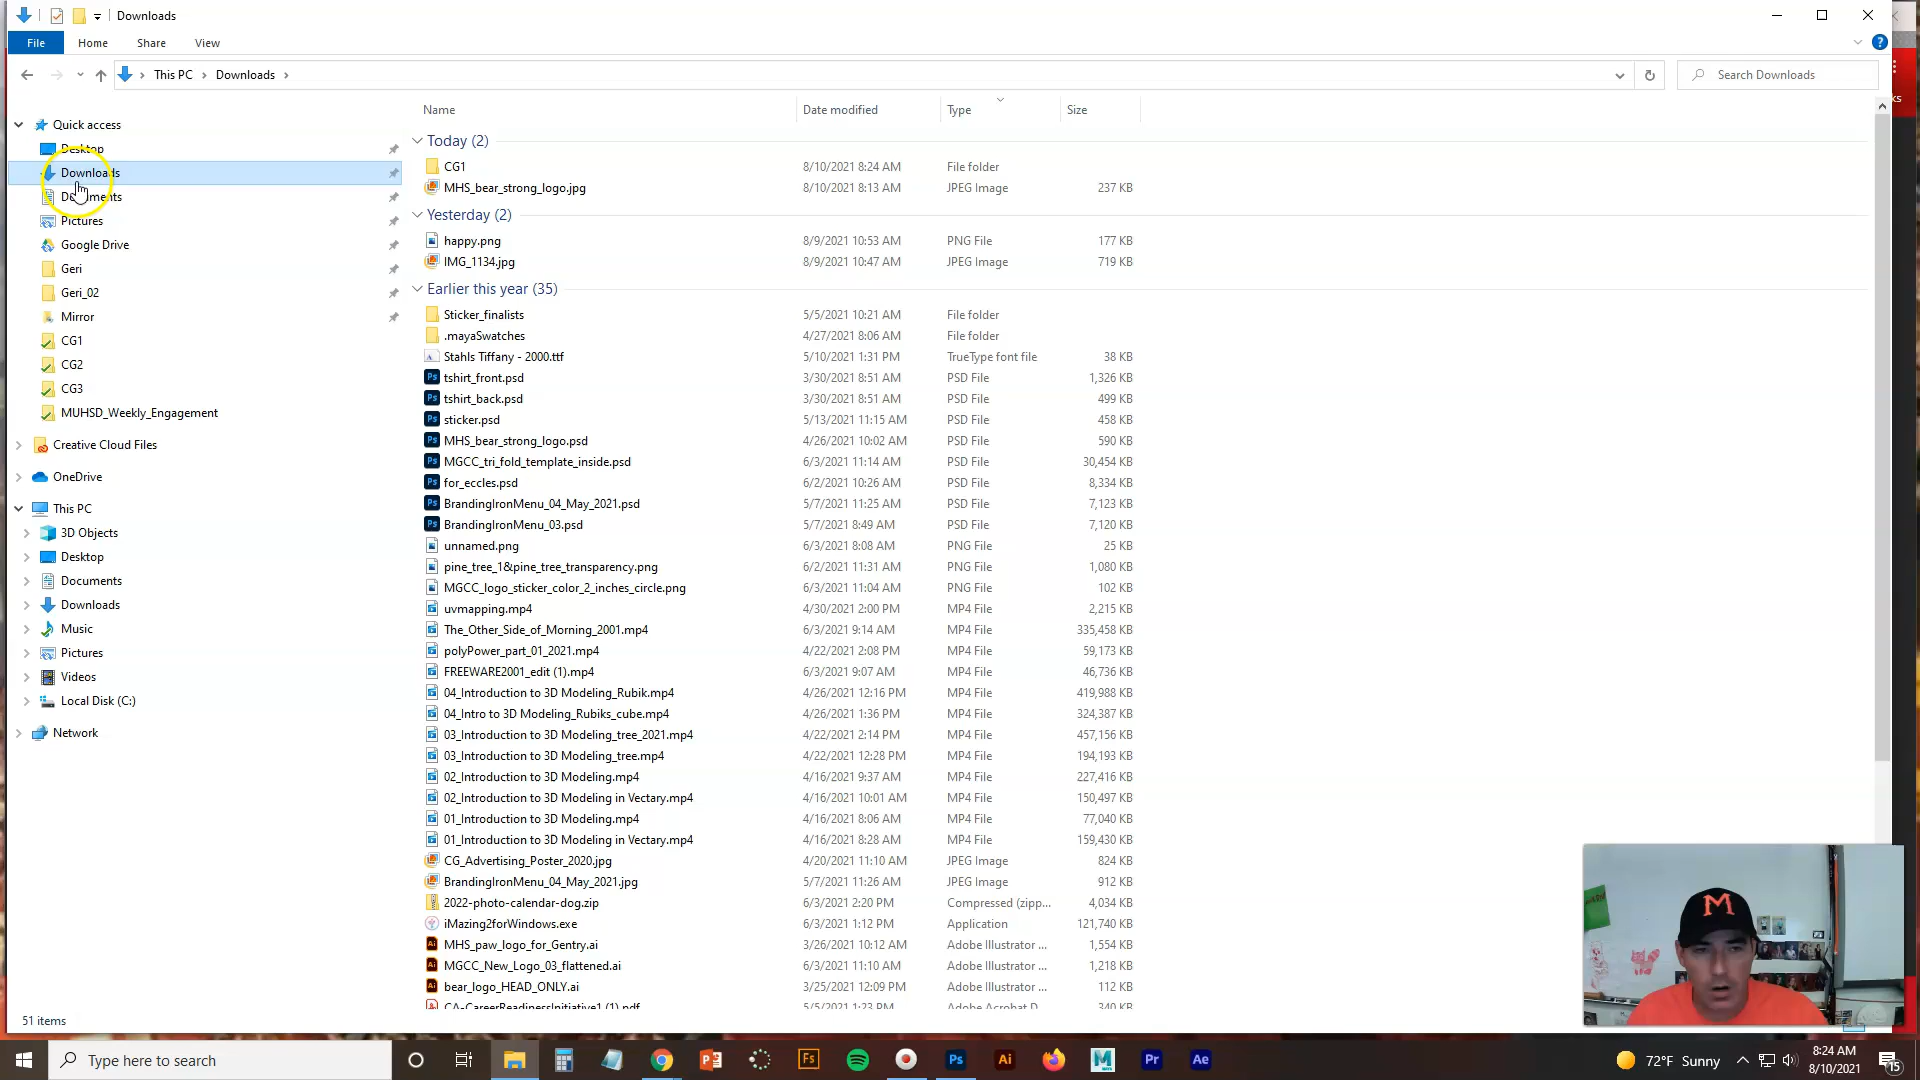 Downloads
File Home Share View
This PC Downloads
Search Downloads
Quick access
Desktop
Downloads
Documents
Pictures
Google Drive
Geri
Geri_02
Mirror
CG1
CG2
CG3
MUHSD_Weekly_Engagement
Creative Cloud Files
OneDrive
This PC
3D Objects
Desktop
Documents
Downloads
Music
Pictures
Videos
Local Disk (C:)
Network
Name Date modified Type Size
Today (2)
CG1 8/10/2021 8:24 AM File folder
MHS_bear_strong_logo.jpg 8/10/2021 8:13 AM JPEG Image 237 KB
Yesterday (2)
happy.png 8/9/2021 10:53 AM PNG File 177 KB
IMG_1134.jpg 8/9/2021 10:47 AM JPEG Image 719 KB
Earlier this year (35)
Sticker_finalists 5/5/2021 10:21 AM File folder
.mayaSwatches 4/27/2021 8:06 AM File folder
Stahls Tiffany - 2000.ttf 5/10/2021 1:31 PM TrueType font file 38 KB
tshirt_front.psd 3/30/2021 8:51 AM PSD File 1,326 KB
tshirt_back.psd 3/30/2021 8:51 AM PSD File 499 KB
sticker.psd 5/13/2021 11:15 AM PSD File 458 KB
MHS_bear_strong_logo.psd 4/26/2021 10:02 AM PSD File 590 KB
MGCC_tri_fold_template_inside.psd 6/3/2021 11:14 AM PSD File 30,454 KB
for_eccles.psd 6/2/2021 10:26 AM PSD File 8,334 KB
BrandingIronMenu_04_May_2021.psd 5/7/2021 11:25 AM PSD File 7,123 KB
BrandingIronMenu_03.psd 5/7/2021 8:49 AM PSD File 7,120 KB
unnamed.png 6/3/2021 8:08 AM PNG File 25 KB
pine_tree_1&pine_tree_transparency.png 6/2/2021 11:31 AM PNG File 1,080 KB
MGCC_logo_sticker_color_2_inches_circle.png 6/3/2021 11:04 AM PNG File 102 KB
uvmapping.mp4 4/30/2021 2:00 PM MP4 File 2,215 KB
The_Other_Side_of_Morning_2001.mp4 6/3/2021 9:14 AM MP4 File 335,458 KB
polyPower_part_01_2021.mp4 4/22/2021 2:08 PM MP4 File 59,173 KB
FREEWARE2001_edit (1).mp4 6/3/2021 9:07 AM MP4 File 46,736 KB
04_Introduction to 3D Modeling_Rubik.mp4 4/26/2021 12:16 PM MP4 File 419,988 KB
04_Intro to 3D Modeling_Rubiks_cube.mp4 4/26/2021 1:36 PM MP4 File 324,387 KB
03_Introduction to 3D Modeling_tree_2021.mp4 4/22/2021 2:14 PM MP4 File 457,156 KB
03_Introduction to 3D Modeling_tree.mp4 4/22/2021 12:28 PM MP4 File 194,193 KB
02_Introduction to 3D Modeling.mp4 4/16/2021 9:37 AM MP4 File 227,416 KB
02_Introduction to 3D Modeling in Vectary.mp4 4/16/2021 10:01 AM MP4 File 150,497 KB
01_Introduction to 3D Modeling.mp4 4/16/2021 8:06 AM MP4 File 77,040 KB
01_Introduction to 3D Modeling in Vectary.mp4 4/16/2021 8:28 AM MP4 File 159,430 KB
CG_Advertising_Poster_2020.jpg 4/20/2021 11:10 AM JPEG Image 824 KB
BrandingIronMenu_04_May_2021.jpg 5/7/2021 11:26 AM JPEG Image 912 KB
2022-photo-calendar-dog.zip 6/3/2021 2:20 PM Compressed (zipp... 4,034 KB
iMazing2forWindows.exe 6/3/2021 1:12 PM Application 121,740 KB
MHS_paw_logo_for_Gentry.ai 3/26/2021 10:12 AM Adobe Illustrator ... 1,554 KB
MGCC_New_Logo_03_flattened.ai 6/3/2021 11:10 AM Adobe Illustrator ... 1,218 KB
bear_logo_HEAD_ONLY.ai 3/25/2021 12:09 PM Adobe Illustrator ... 112 KB
CA-CareerReadinessInitiative1 (1).pdf 5/5/2021 1:23 PM Adobe Acrobat D... 340 KB
51 items
M
Type here to search
72°F Sunny
8:24 AM
8/10/2021
15